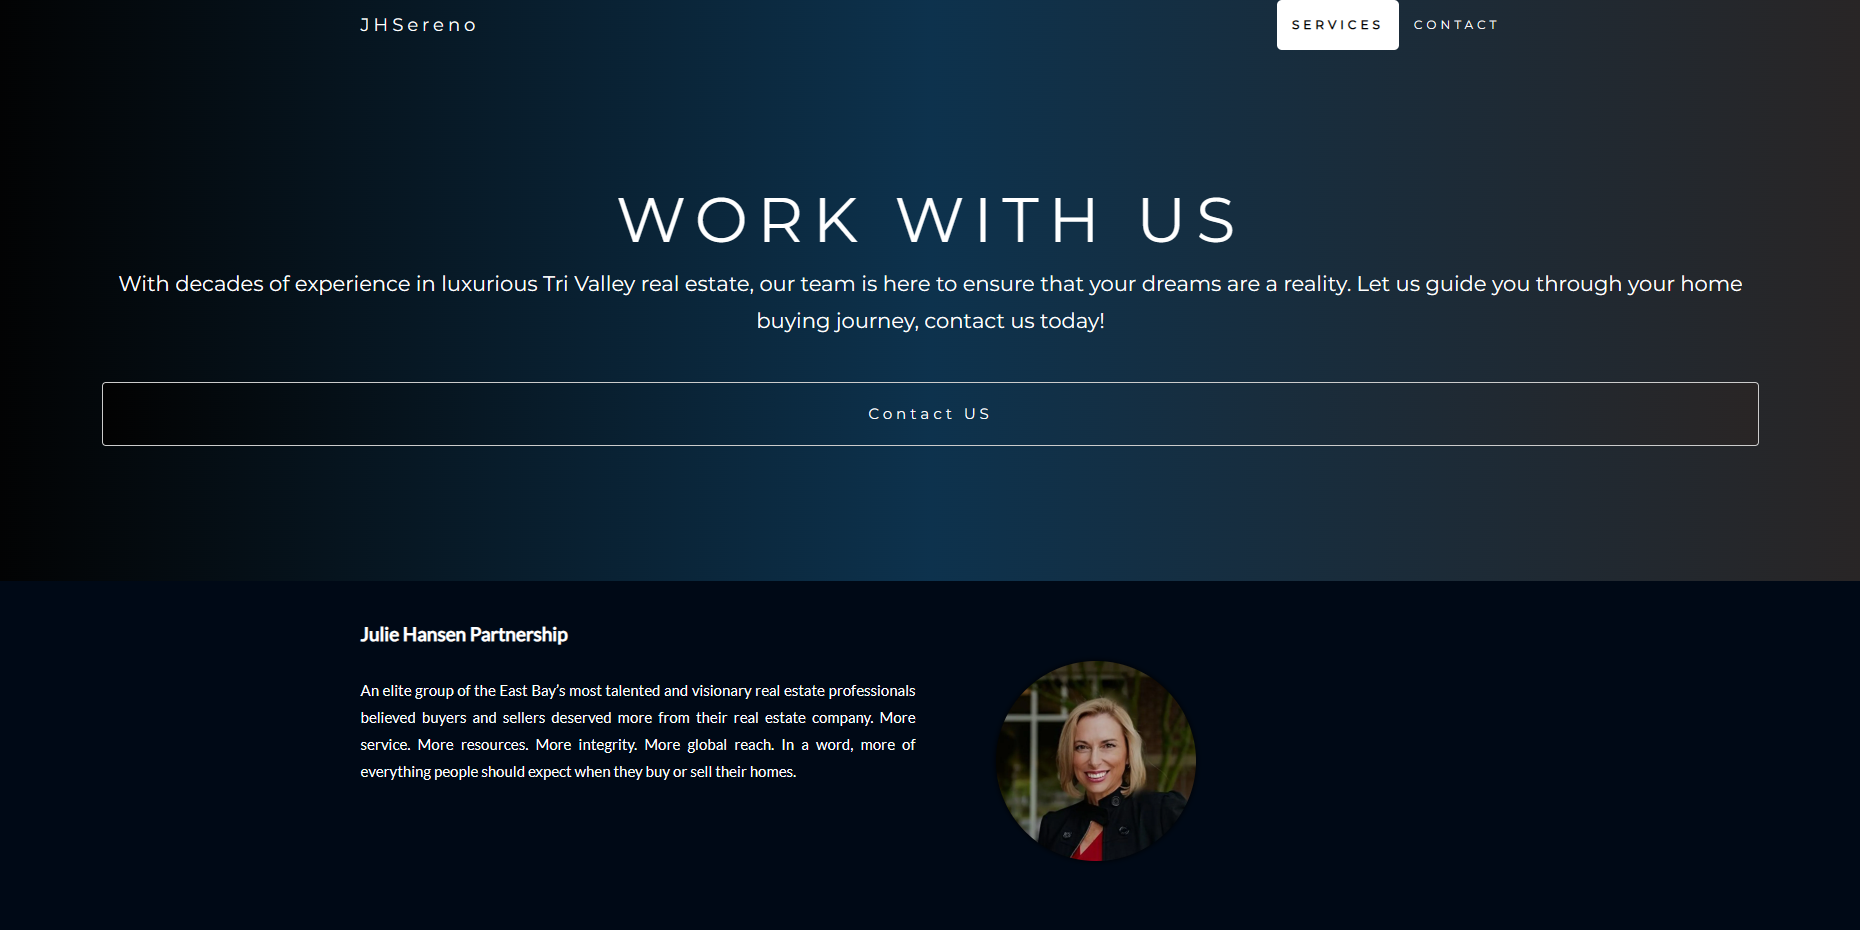 JHSereno
SERVICES
CONTACT
WORK WITH US
With decades of experience in luxurious Tri Valley real estate, our team is here to ensure that your dreams are a reality. Let us guide you through your home
buying journey, contact us today!
Contact US
Julie Hansen Partnership
An elite group of the East Bay’s most talented and visionary real estate professionals
believed buyers and sellers deserved more from their real estate company. More
service. More resources. More integrity. More global reach. In a word, more of
everything people should expect when they buy or sell their homes.